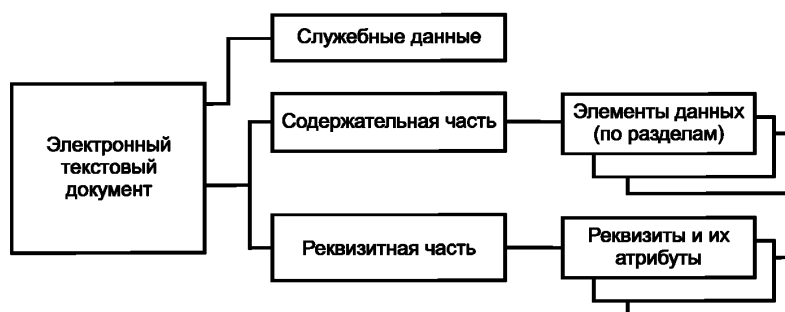 Служебные данные
Электронный
текстовый
документ
Содержательная часть
Элементы данных
(по разделам)
Реквизитная часть
Реквизиты и их
атрибуты